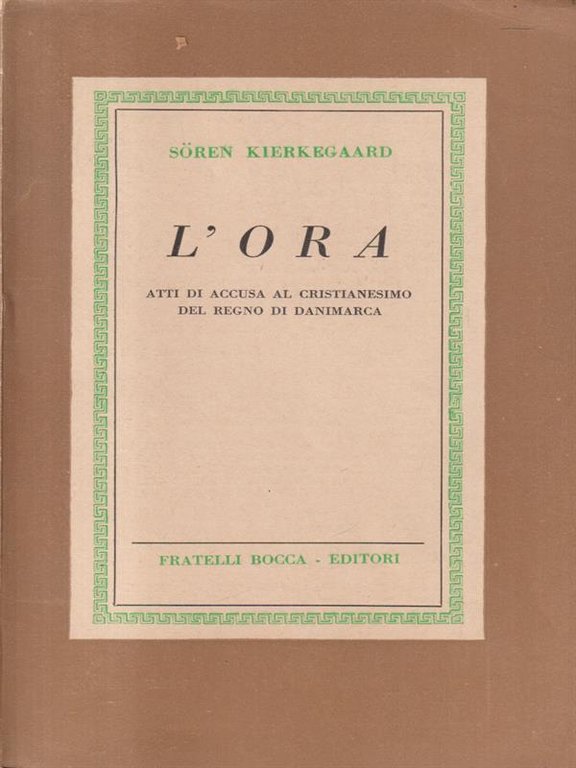 SÖREN KIERKEGAARD
L'ORA
ATTI DI ACCUSA AL CRISTIANESIMO
DEL REGNO DI DANIMARCA
FRATELLI BOCCA - EDITORI